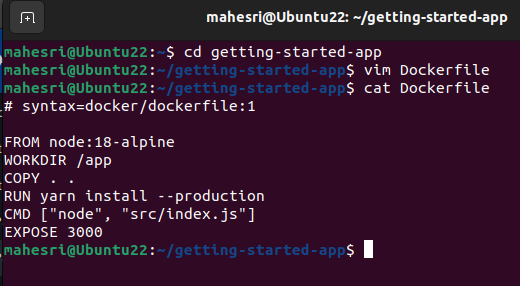 mahesri@Ubuntu22: ~/getting-started-app
mahesri@Ubuntu22:~$ cd getting-started-app
mahesri@Ubuntu22:~/getting-started-app$ vim Dockerfile
mahesri@Ubuntu22:~/getting-started-app$ cat Dockerfile
# syntax=docker/dockerfile:1
FROM node:18-alpine
WORKDIR /app
COPY . .
RUN yarn install --production
CMD ["node", "src/index.js"]
EXPOSE 3000
mahesri@Ubuntu22:~/getting-started-app$